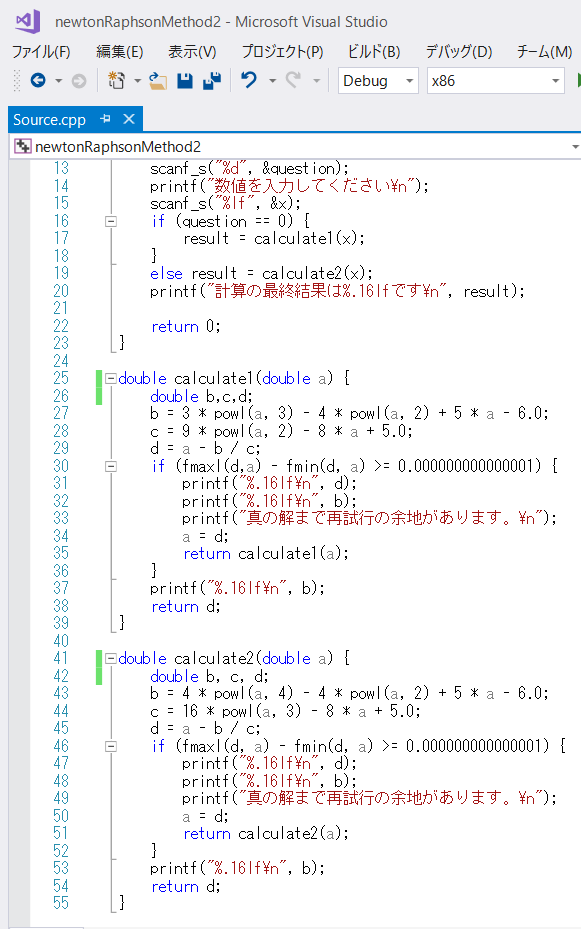 newtonRaphsonMethod2 - Microsoft Visual Studio
ファイル(F) 編集(E) 表示(V) プロジェクト(P) ビルド(B) デバッグ(D) チーム(M)
Debug x86
Source.cpp
newtonRaphsonMethod2
13 scanf_s("%d", &question);
14 printf("数値を入力してください¥n");
15 scanf_s("%lf", &x);
16 if (question == 0) {
17 result = calculate1(x);
18 }
19 else result = calculate2(x);
20 printf("計算の最終結果は%.16lfです¥n", result);
21
22 return 0;
23 }
24
25 double calculate1(double a) {
26 double b,c,d;
27 b = 3 * powl(a, 3) - 4 * powl(a, 2) + 5 * a - 6.0;
28 c = 9 * powl(a, 2) - 8 * a + 5.0;
29 d = a - b / c;
30 if (fmaxl(d,a) - fmin(d, a) >= 0.000000000000001) {
31 printf("%.16lf¥n", d);
32 printf("%.16lf¥n", b);
33 printf("真の解まで再試行の余地があります。¥n");
34 a = d;
35 return calculate1(a);
36 }
37 printf("%.16lf¥n", b);
38 return d;
39 }
40
41 double calculate2(double a) {
42 double b, c, d;
43 b = 4 * powl(a, 4) - 4 * powl(a, 2) + 5 * a - 6.0;
44 c = 16 * powl(a, 3) - 8 * a + 5.0;
45 d = a - b / c;
46 if (fmaxl(d, a) - fmin(d, a) >= 0.000000000000001) {
47 printf("%.16lf¥n", d);
48 printf("%.16lf¥n", b);
49 printf("真の解まで再試行の余地があります。¥n");
50 a = d;
51 return calculate2(a);
52 }
53 printf("%.16lf¥n", b);
54 return d;
55 }